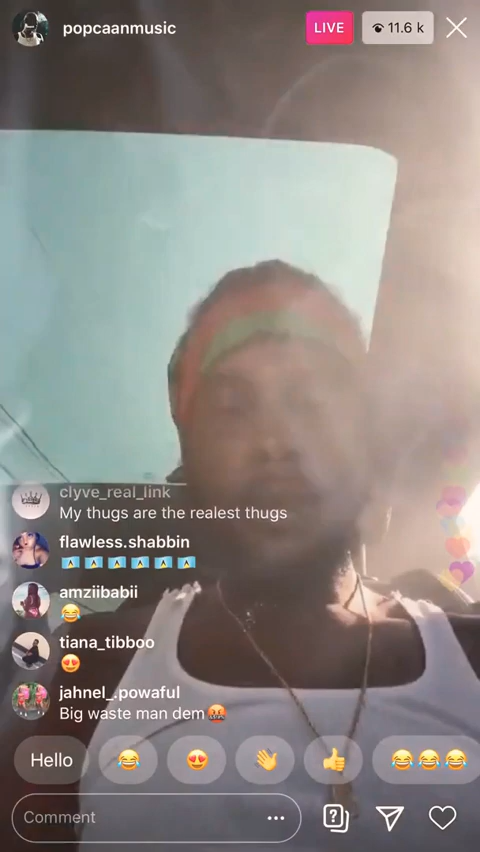 popcaanmusic
LIVE
11.6 k
clyve_real_link
My thugs are the realest thugs
flawless.shabbin
🇱🇨 🇱🇨 🇱🇨 🇱🇨 🇱🇨 🇱🇨
amziibabii
😂
tiana_tibboo
😍
jahnel_.powaful
Big waste man dem🤬
Hello 😂 😍 👋 👍 😂 😂 😂
Comment ...